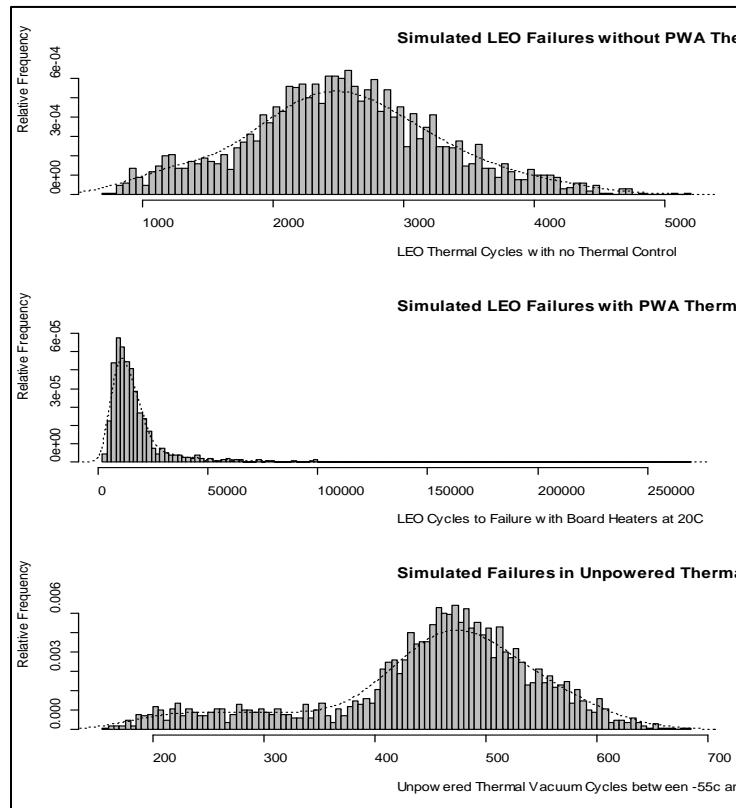 Simulated LEO Failures without PWA The
Relative Frequency
6e-04
3e-04
0e+00
1000 2000 3000 4000 5000
LEO Thermal Cycles with no Thermal Control
Simulated LEO Failures with PWA Therm
Relative Frequency
6e-05
3e-05
0e+00
0 50000 100000 150000 200000 250000
LEO Cycles to Failure with Board Heaters at 20C
Simulated Failures in Unpowered Therma
Relative Frequency
0.006
0.003
0.000
200 300 400 500 600 700
Unpowered Thermal Vacuum Cycles between -55c an